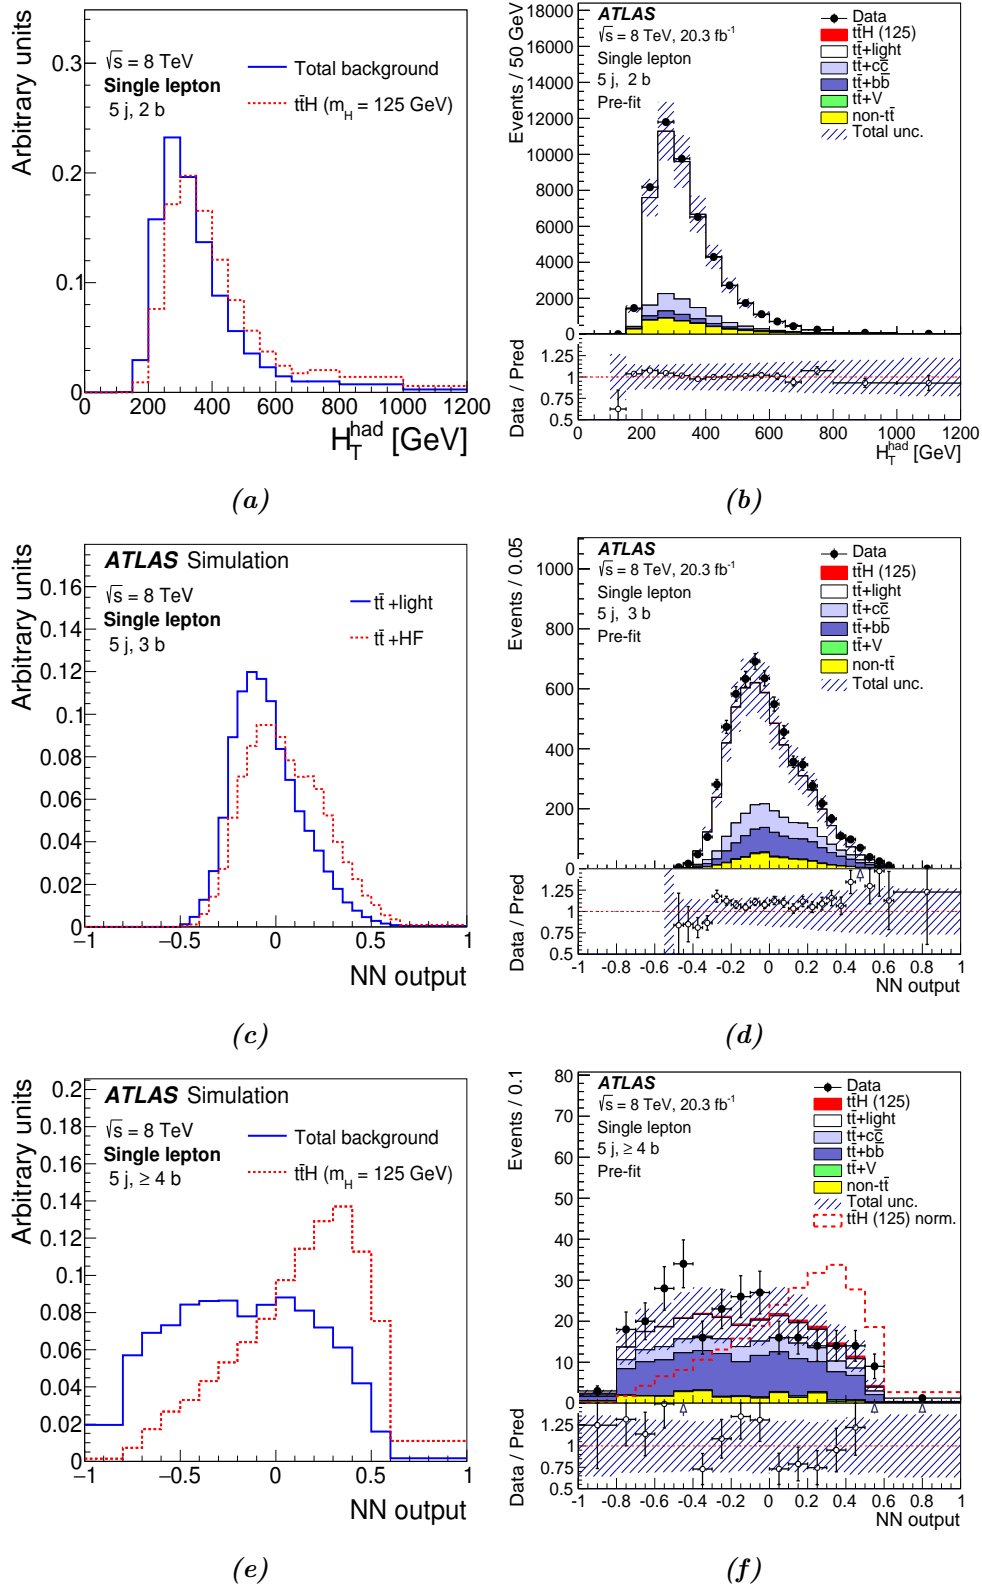 Arbitrary units
√s = 8 TeV
Single lepton
5 j, 2 b
Total background
tt̄H (m_H = 125 GeV)
0.3
0.2
0.1
0
0 200 400 600 800 1000 1200
H_T^had [GeV]
(a)
Events / 50 GeV
ATLAS
√s = 8 TeV, 20.3 fb⁻¹
Single lepton
5 j, 2 b
Pre-fit
Data
tt̄H (125)
tt̄+light
tt̄+cc̄
tt̄+bb̄
tt̄+V
non-tt̄
Total unc.
18000
16000
14000
12000
10000
8000
6000
4000
2000
0
Data / Pred
1.25
1
0.75
0.5
0 200 400 600 800 1000 1200
H_T^had [GeV]
(b)
Arbitrary units
ATLAS Simulation
√s = 8 TeV
Single lepton
5 j, 3 b
tt̄+light
tt̄+HF
0.16
0.14
0.12
0.1
0.08
0.06
0.04
0.02
0
−1 −0.5 0 0.5 1
NN output
(c)
Events / 0.05
ATLAS
√s = 8 TeV, 20.3 fb⁻¹
Single lepton
5 j, 3 b
Pre-fit
Data
tt̄H (125)
tt̄+light
tt̄+cc̄
tt̄+bb̄
tt̄+V
non-tt̄
Total unc.
1000
800
600
400
200
0
Data / Pred
1.25
1
0.75
0.5
-1 -0.8 -0.6 -0.4 -0.2 0 0.2 0.4 0.6 0.8 1
NN output
(d)
Arbitrary units
ATLAS Simulation
√s = 8 TeV
Single lepton
5 j, ≥ 4 b
Total background
tt̄H (m_H = 125 GeV)
0.2
0.18
0.16
0.14
0.12
0.1
0.08
0.06
0.04
0.02
0
−1 −0.5 0 0.5 1
NN output
(e)
Events / 0.1
ATLAS
√s = 8 TeV, 20.3 fb⁻¹
Single lepton
5 j, ≥ 4 b
Pre-fit
Data
tt̄H (125)
tt̄+light
tt̄+cc̄
tt̄+bb̄
tt̄+V
non-tt̄
Total unc.
tt̄H (125) norm.
80
70
60
50
40
30
20
10
0
Data / Pred
1.25
1
0.75
0.5
-1 -0.8 -0.6 -0.4 -0.2 0 0.2 0.4 0.6 0.8 1
NN output
(f)